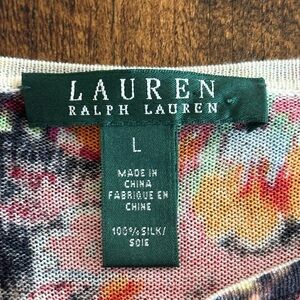 LAUREN
RALPH LAUREN
L
MADE IN
CHINA
FABRIQUE EN
CHINE
100% SILK/
SOIE